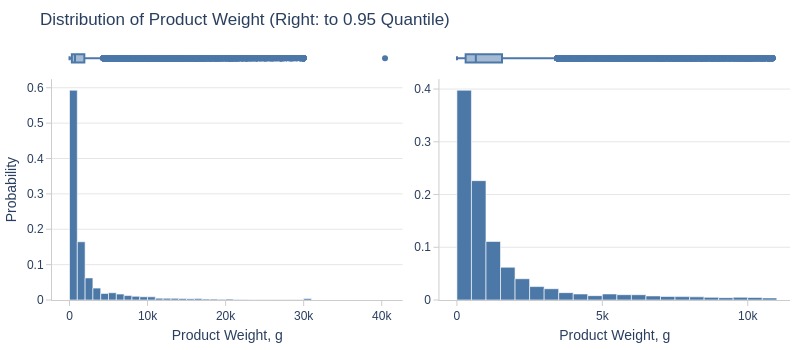 Distribution of Product Weight (Right: to 0.95 Quantile)
Probability
0.6
0.5
0.4
0.3
0.2
0.1
0
0 10k 20k 30k 40k
Product Weight, g
0.4
0.3
0.2
0.1
0
0 5k 10k
Product Weight, g